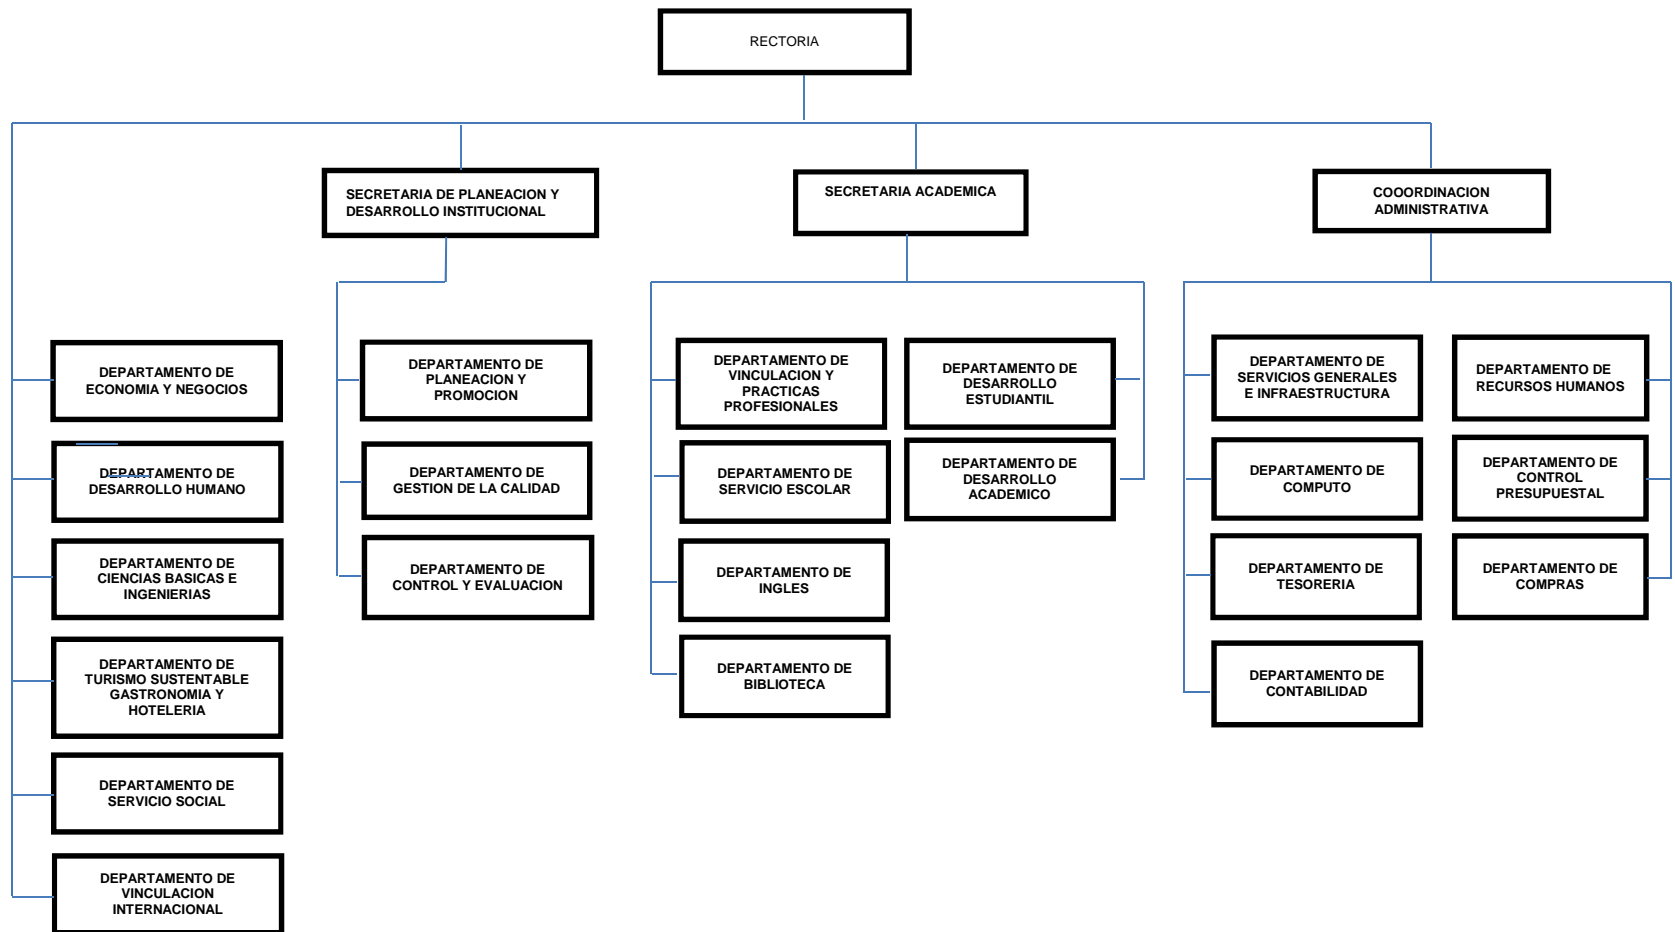 RECTORIA
SECRETARIA DE PLANEACION Y
DESARROLLO INSTITUCIONAL
SECRETARIA ACADEMICA
COOORDINACION
ADMINISTRATIVA
DEPARTAMENTO DE
ECONOMIA Y NEGOCIOS
DEPARTAMENTO DE
DESARROLLO HUMANO
DEPARTAMENTO DE
CIENCIAS BASICAS E
INGENIERIAS
DEPARTAMENTO DE
TURISMO SUSTENTABLE
GASTRONOMIA Y
HOTELERIA
DEPARTAMENTO DE
SERVICIO SOCIAL
DEPARTAMENTO DE
VINCULACION
INTERNACIONAL
DEPARTAMENTO DE
PLANEACION Y
PROMOCION
DEPARTAMENTO DE
GESTION DE LA CALIDAD
DEPARTAMENTO DE
CONTROL Y EVALUACION
DEPARTAMENTO DE
VINCULACION Y
PRACTICAS
PROFESIONALES
DEPARTAMENTO DE
SERVICIO ESCOLAR
DEPARTAMENTO DE
INGLES
DEPARTAMENTO DE
BIBLIOTECA
DEPARTAMENTO DE
DESARROLLO
ESTUDIANTIL
DEPARTAMENTO DE
DESARROLLO
ACADEMICO
DEPARTAMENTO DE
SERVICIOS GENERALES
E INFRAESTRUCTURA
DEPARTAMENTO DE
COMPUTO
DEPARTAMENTO DE
TESORERIA
DEPARTAMENTO DE
CONTABILIDAD
DEPARTAMENTO DE
RECURSOS HUMANOS
DEPARTAMENTO DE
CONTROL
PRESUPUESTAL
DEPARTAMENTO DE
COMPRAS